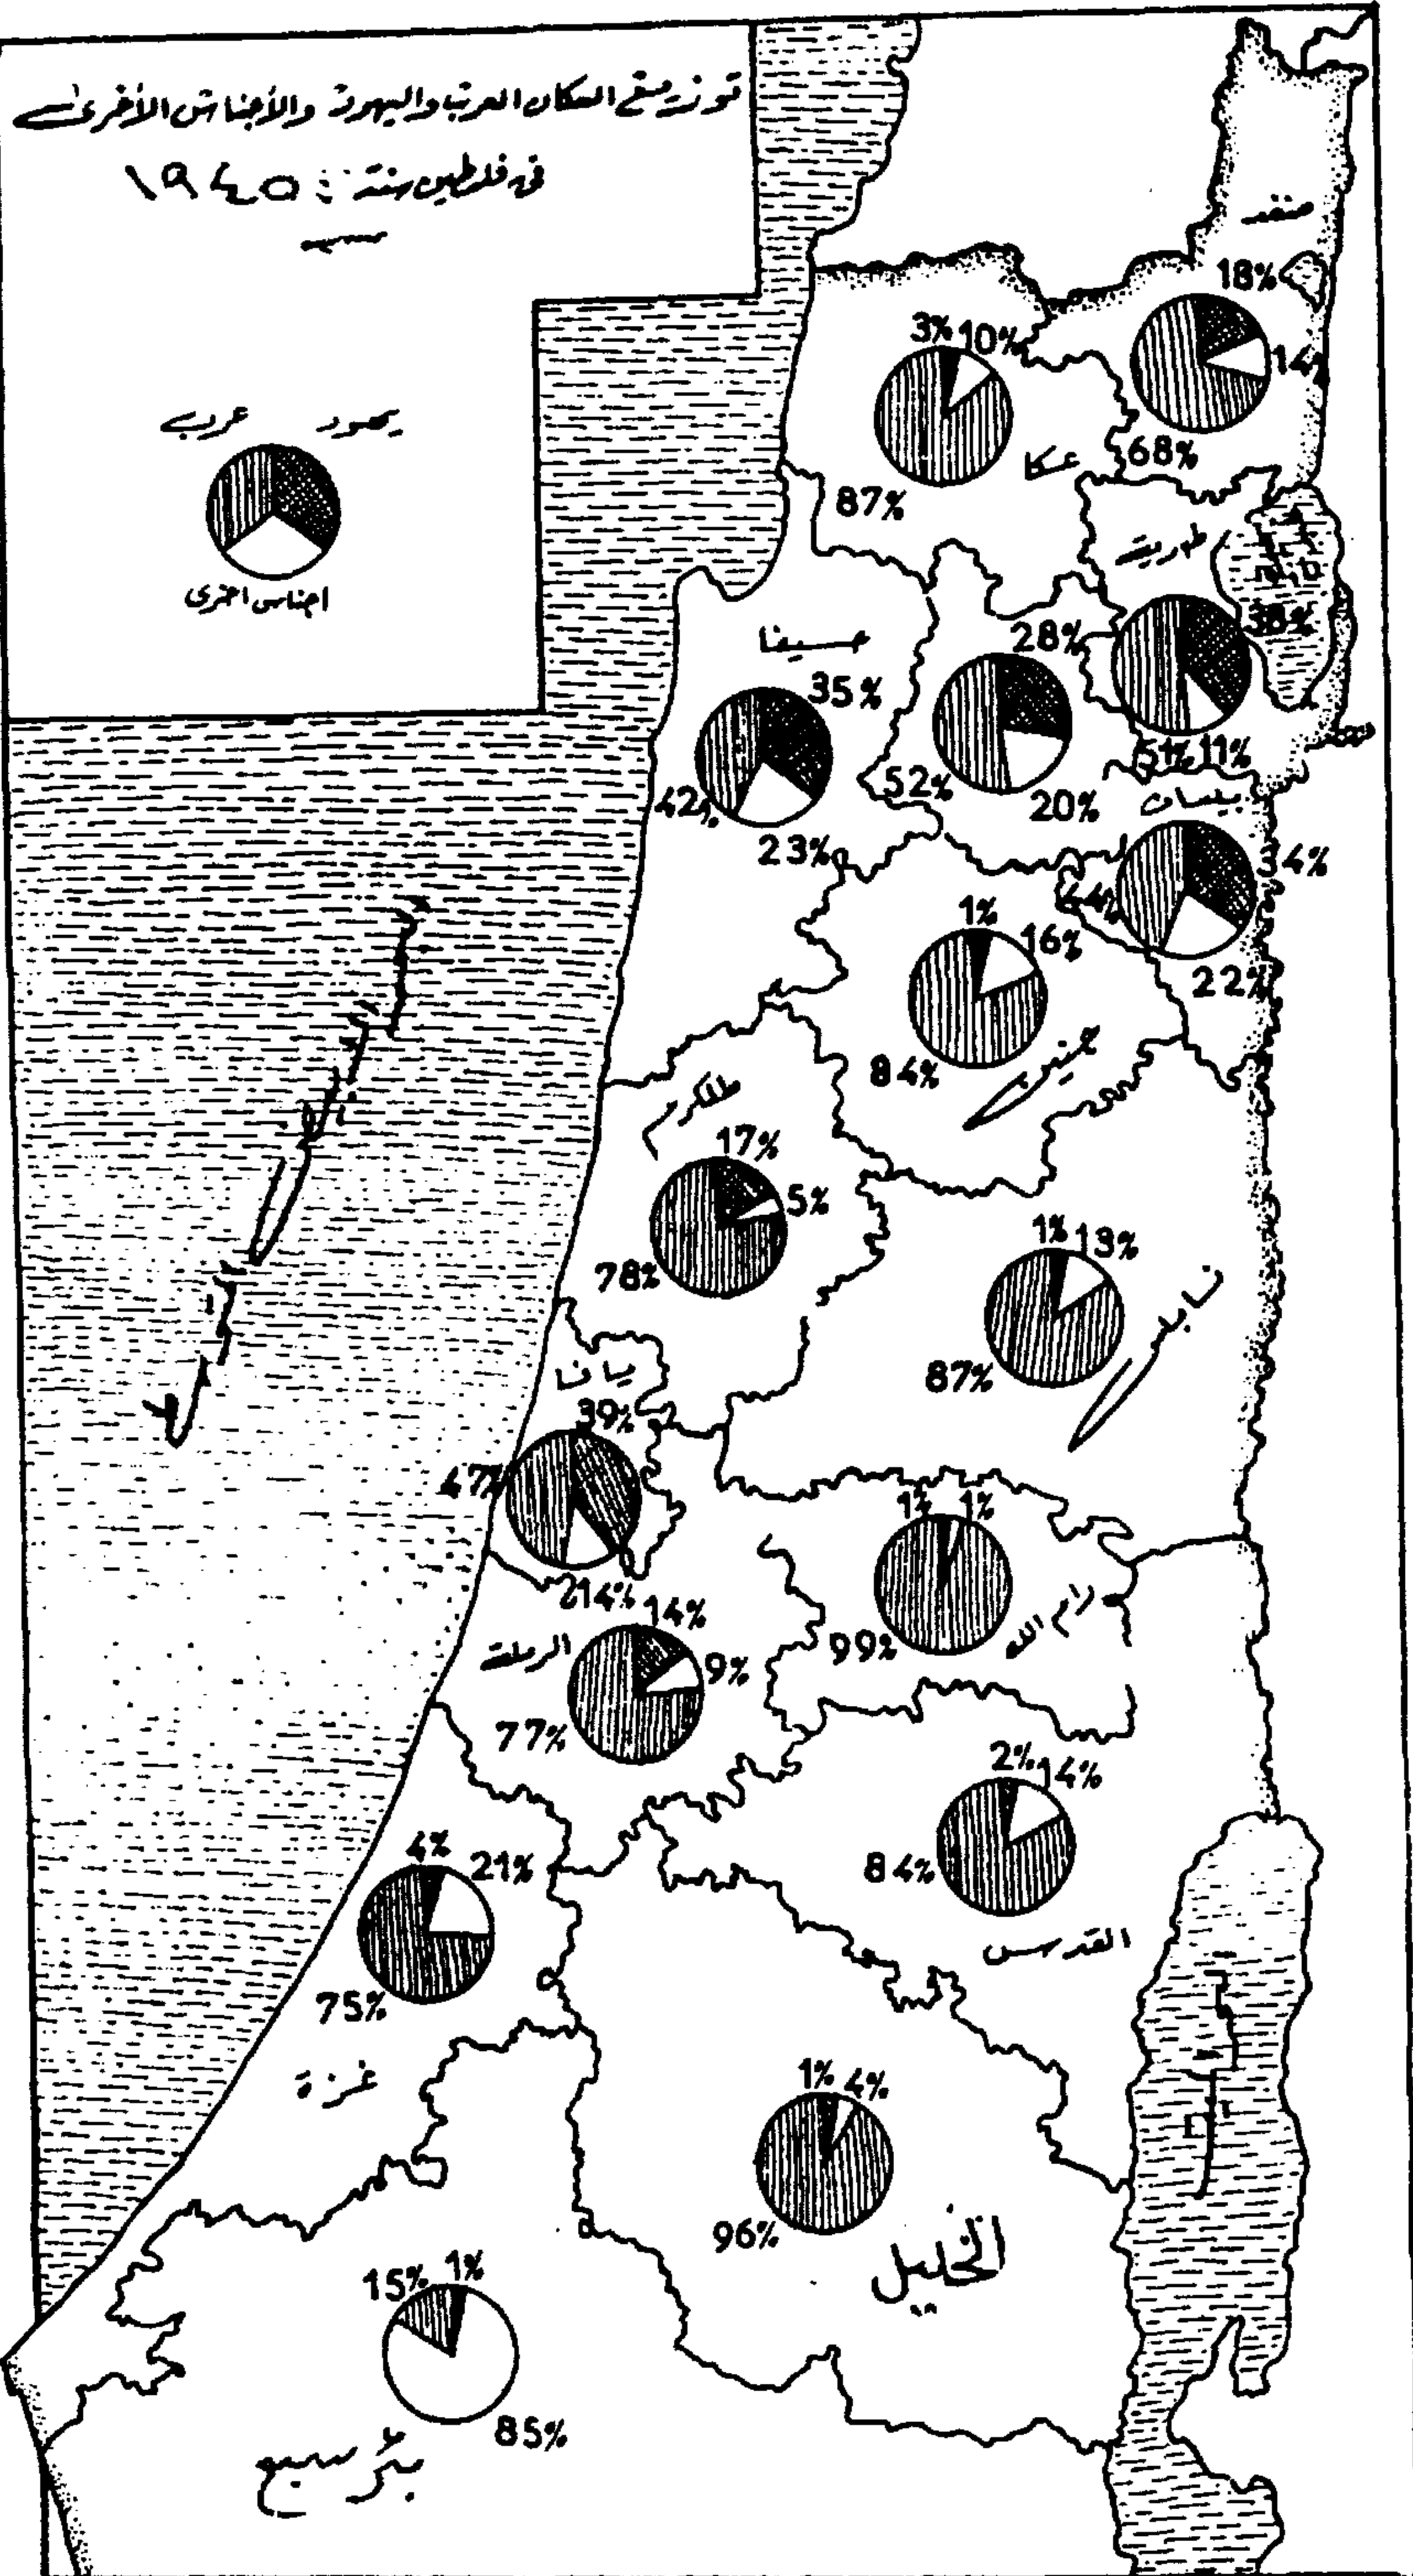 توزيع السكان العرب واليهود والأجناس الأخرى
في فلسطين سنة ١٩٤٥
عرب يهود
اجناس اخرى
صفد
18%
14%
68%
3% 10%
87%
عكا
طبرية
38%
51% 11%
حيفا
35%
42%
23%
28%
52%
20%
بيسان
34%
44%
22%
1%
16%
84%
جنين
طولكرم
17%
5%
78%
1% 13%
87%
نابلس
يافا
39%
47%
14%
1% 1%
99%
رام الله
الرملة
14%
9%
77%
2% 14%
84%
القدس
4%
21%
75%
غزة
1% 4%
96%
الخليل
15% 1%
85%
بئر سبع